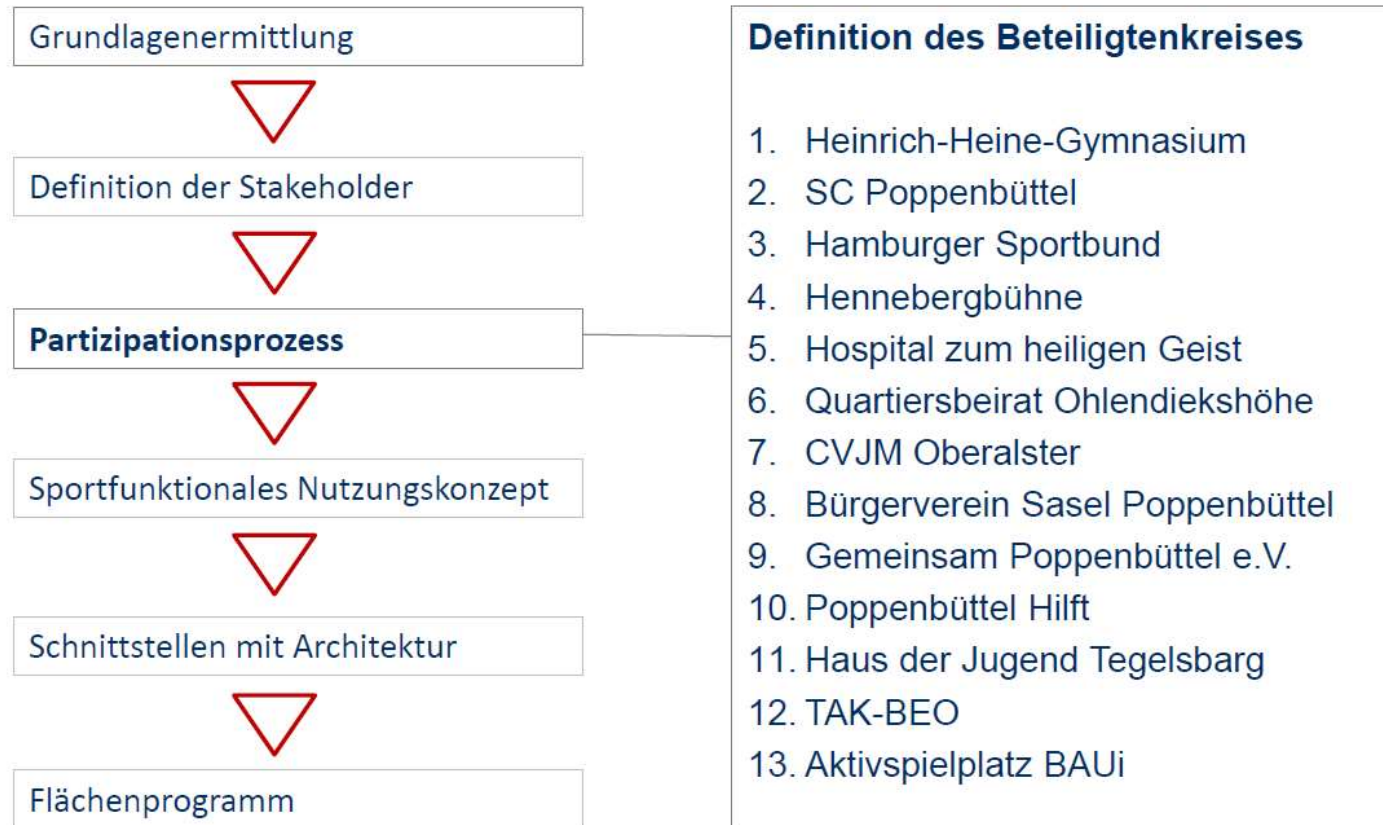 Grundlagenermittlung
Definition der Stakeholder
Partizipationsprozess
Sportfunktionales Nutzungskonzept
Schnittstellen mit Architektur
Flächenprogramm
Definition des Beteiligtenkreises
1. Heinrich-Heine-Gymnasium
2. SC Poppenbüttel
3. Hamburger Sportbund
4. Hennebergbühne
5. Hospital zum heiligen Geist
6. Quartiersbeirat Ohlendiekshöhe
7. CVJM Oberalster
8. Bürgerverein Sasel Poppenbüttel
9. Gemeinsam Poppenbüttel e.V.
10. Poppenbüttel Hilft
11. Haus der Jugend Tegelsbarg
12. TAK-BEO
13. Aktivspielplatz BAUi